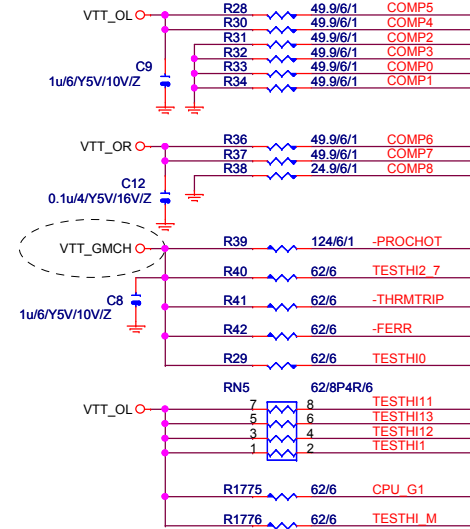 R28 49.9/6/1 COMP5
VTT_OL
R30 49.9/6/1 COMP4
R31 49.9/6/1 COMP2
R32 49.9/6/1 COMP3
C9 R33 49.9/6/1 COMP0
1u/6/Y5V/10V/Z R34 49.9/6/1 COMP1
R36 49.9/6/1 COMP6
VTT_OR
R37 49.9/6/1 COMP7
R38 24.9/6/1 COMP8
C12
0.1u/4/Y5V/16V/Z
R39 124/6/1 -PROCHOT
VTT_GMCH
R40 62/6 TESTHI2_7
C8 R41 62/6 -THRMTRIP
1u/6/Y5V/10V/Z
R42 62/6 -FERR
R29 62/6 TESTHI0
RN5 62/8P4R/6
VTT_OL 7 8 TESTHI11
5 6 TESTHI13
3 4 TESTHI12
1 2 TESTHI1
R1775 62/6 CPU_G1
R1776 62/6 TESTHI_M